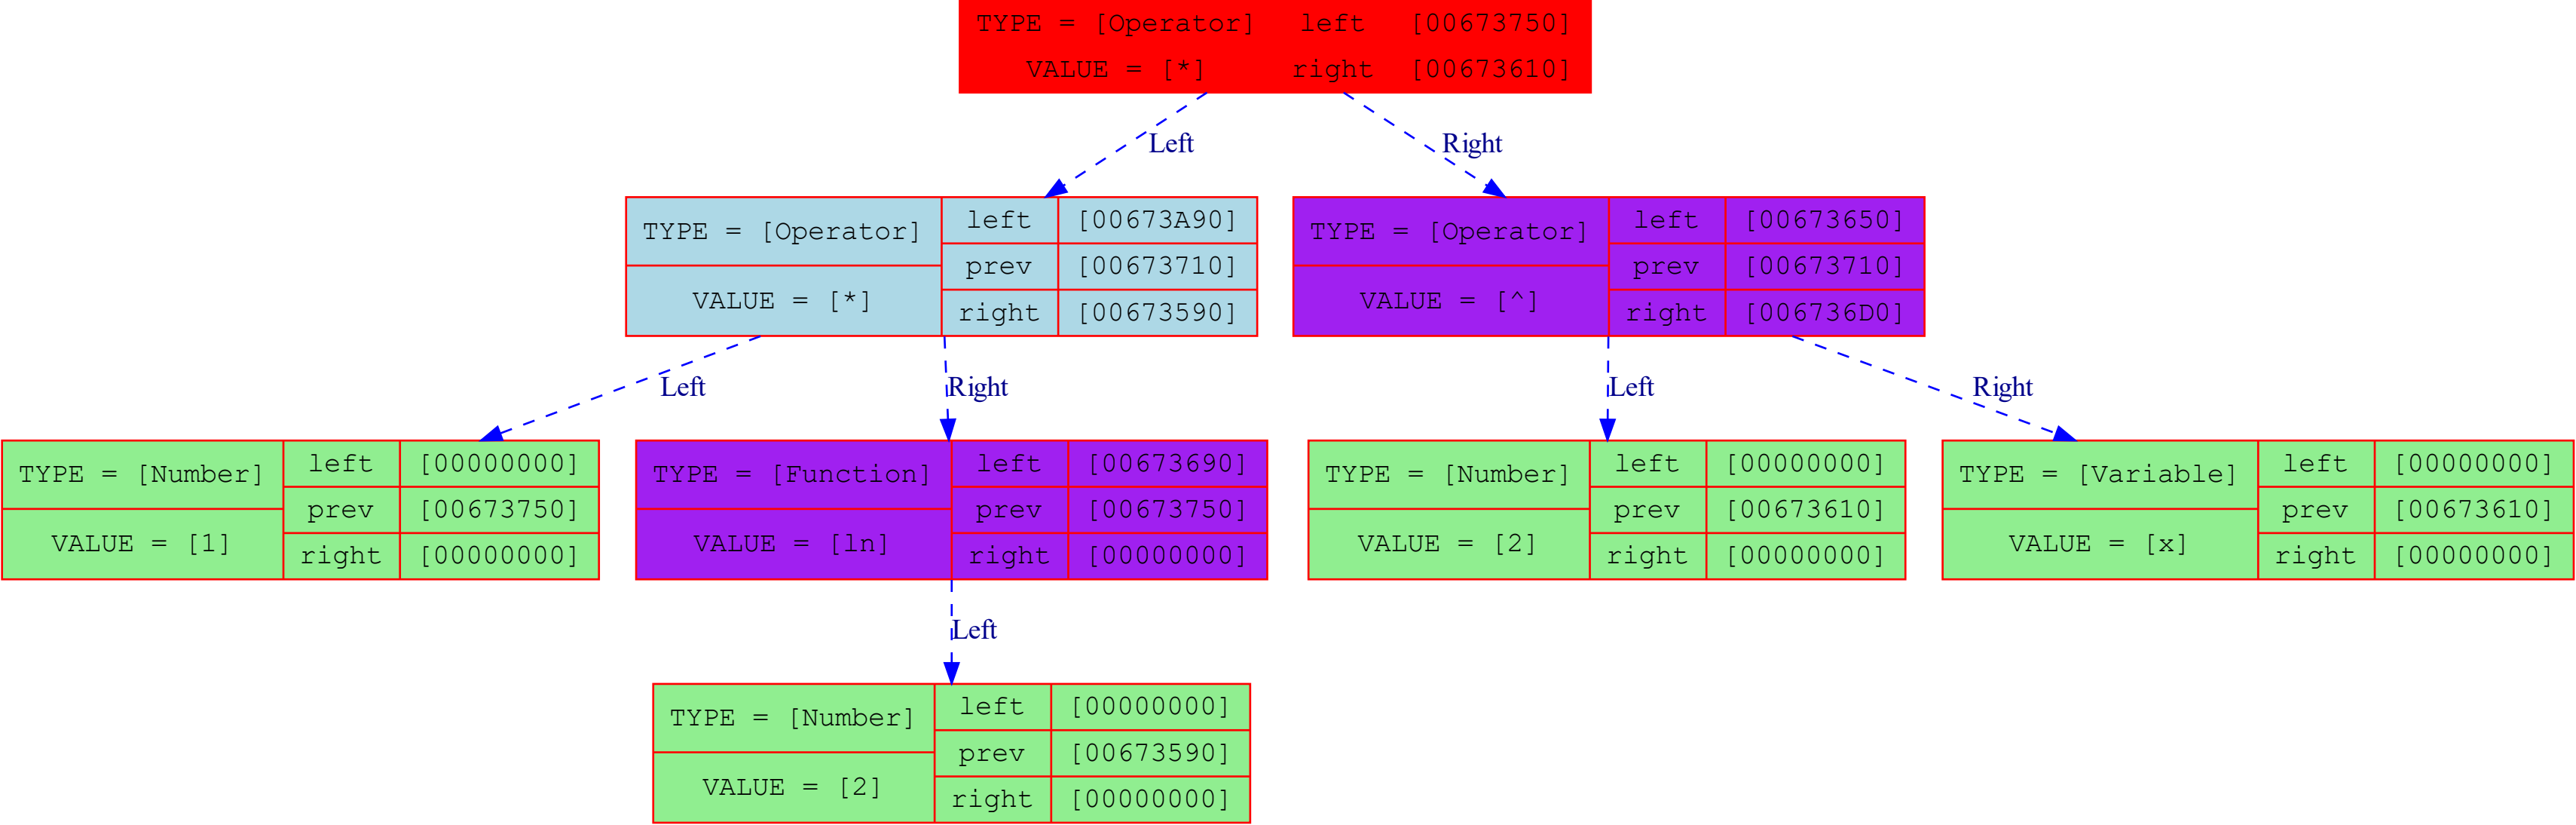 TYPE = [Operator] left [00673750]
VALUE = [*] right [00673610]
Left
Right
TYPE = [Operator]
VALUE = [*]
left [00673A90]
prev [00673710]
right [00673590]
TYPE = [Operator]
VALUE = [^]
left [00673650]
prev [00673710]
right [006736D0]
Left
Right
Left
Right
TYPE = [Number]
VALUE = [1]
left [00000000]
prev [00673750]
right [00000000]
TYPE = [Function]
VALUE = [ln]
left [00673690]
prev [00673750]
right [00000000]
TYPE = [Number]
VALUE = [2]
left [00000000]
prev [00673610]
right [00000000]
TYPE = [Variable]
VALUE = [x]
left [00000000]
prev [00673610]
right [00000000]
Left
TYPE = [Number]
VALUE = [2]
left [00000000]
prev [00673590]
right [00000000]